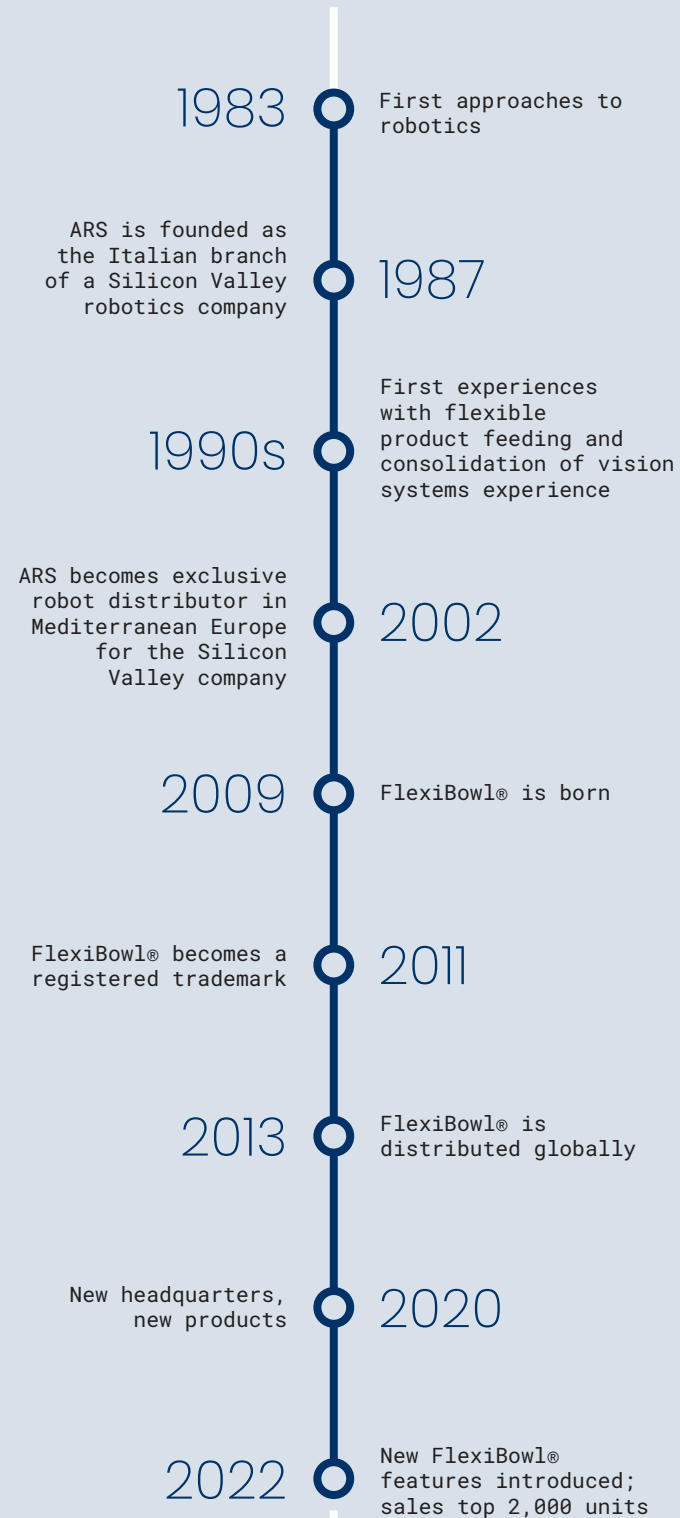 1983
First approaches to
robotics
ARS is founded as
the Italian branch
of a Silicon Valley
robotics company
1987
1990s
First experiences
with flexible
product feeding and
consolidation of vision
systems experience
ARS becomes exclusive
robot distributor in
Mediterranean Europe
for the Silicon
Valley company
2002
2009
FlexiBowl® is born
FlexiBowl® becomes a
registered trademark
2011
2013
FlexiBowl® is
distributed globally
New headquarters,
new products
2020
2022
New FlexiBowl®
features introduced;
sales top 2,000 units